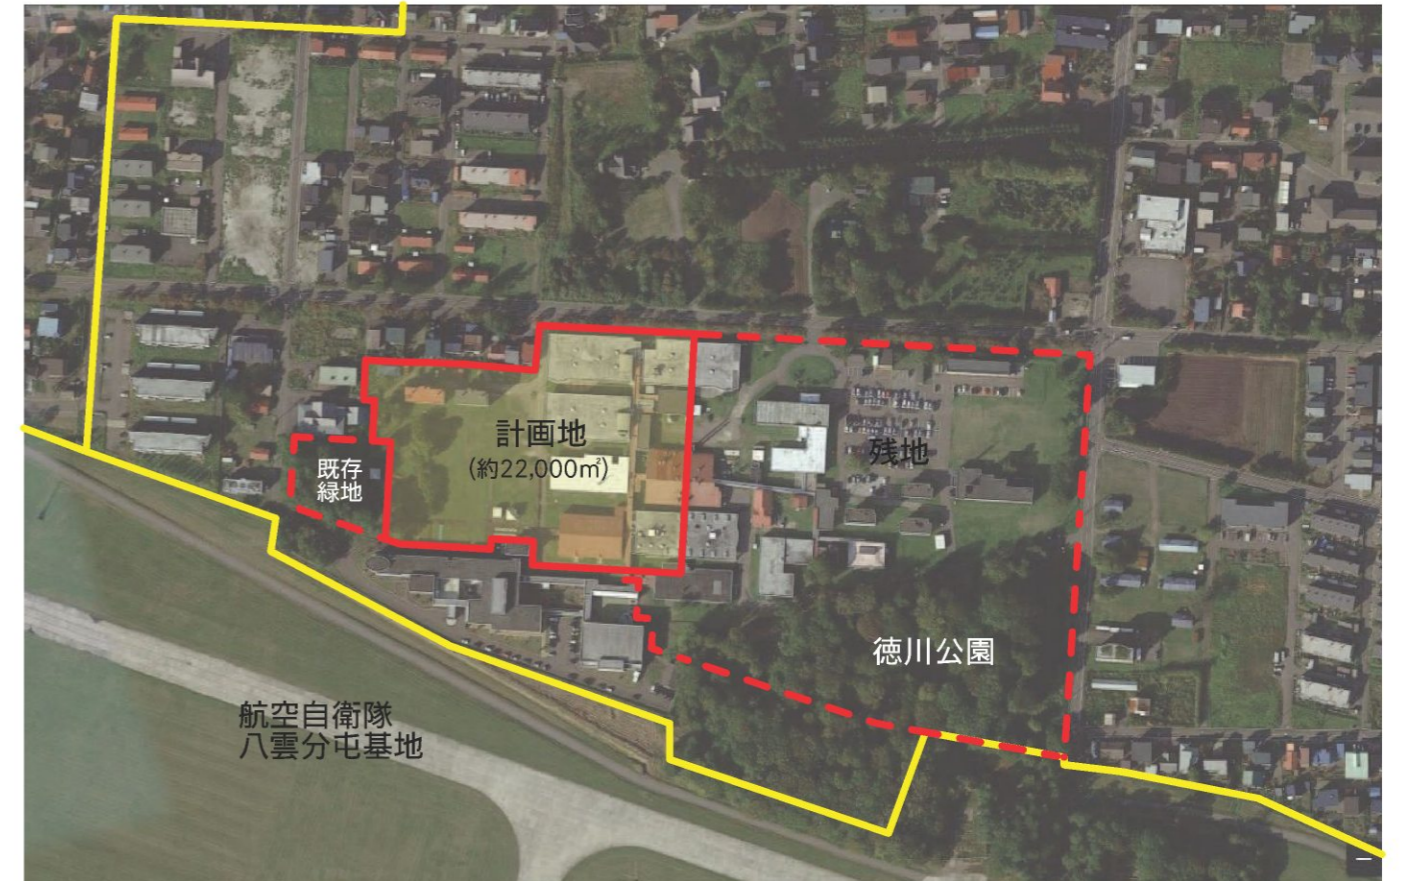 計画地
(約22,000㎡)
残地
既存
緑地
徳川公園
航空自衛隊
八雲分屯基地